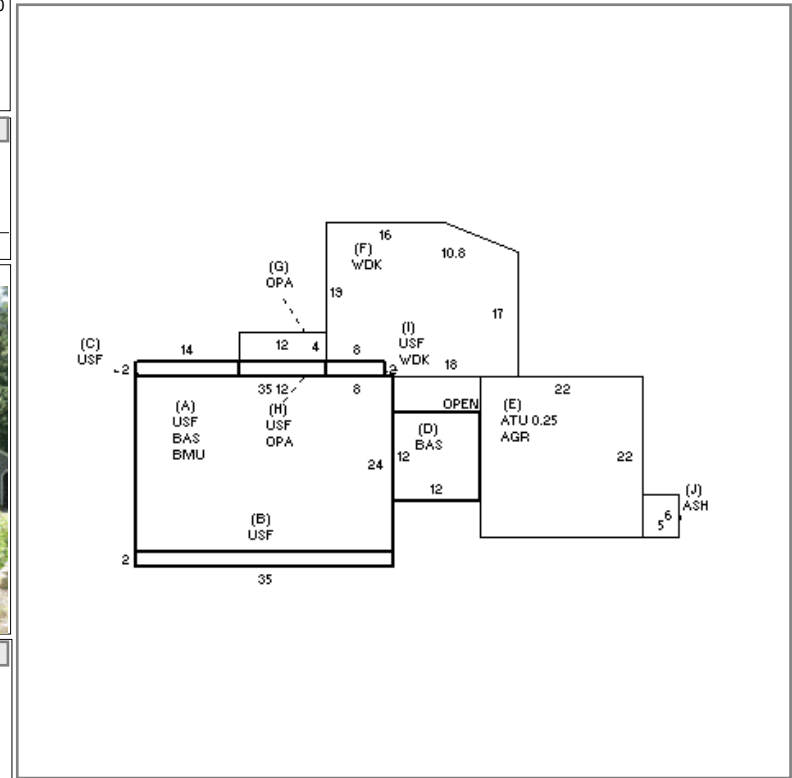 16
(F)
WDK
10.8
(G)
OPA
19
17
(C)
USF
2
14
12
4
8
(I)
USF
WDK
2
18
35
12
8
(A)
USF
BAS
BMU
(H)
USF
OPA
24
OPEN
(D)
BAS
12
12
(E)
ATU 0.25
AGR
22
22
(J)
ASH
6
5
(B)
USF
2
35